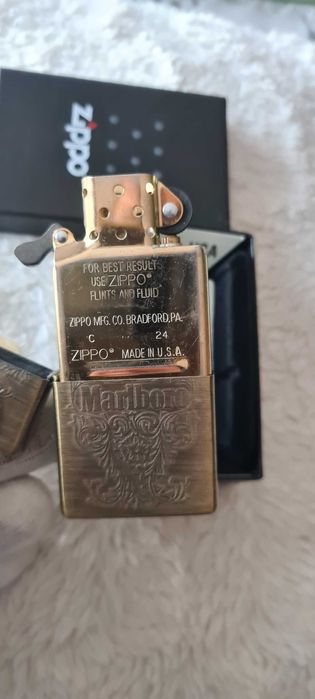 zippo
FOR BEST RESULTS
USE ZIPPO®
FLINTS AND FLUID
ZIPPO MFG. CO. BRADFORD, PA.
C 24
ZIPPO® MADE IN U.S.A.
Marlboro